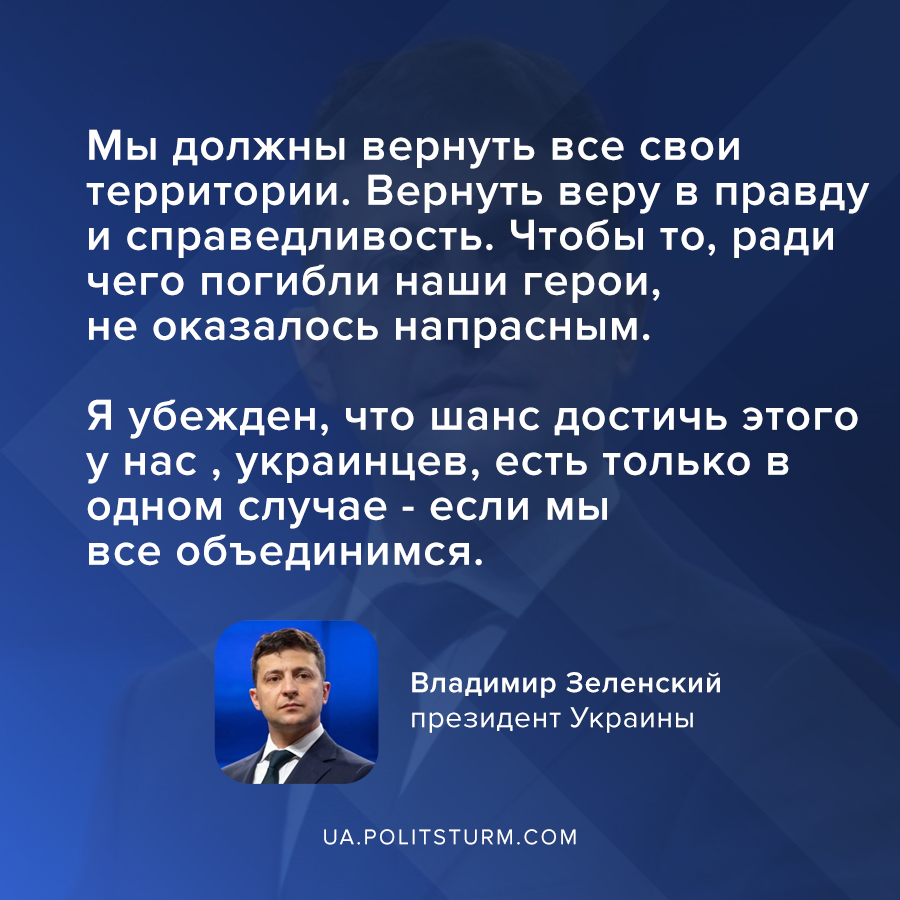 Мы должны вернуть все свои
территории. Вернуть веру в правду
и справедливость. Чтобы то, ради
чего погибли наши герои,
не оказалось напрасным.
Я убежден, что шанс достичь этого
у нас , украинцев, есть только в
одном случае - если мы
все объединимся.
Владимир Зеленский
президент Украины
UA.POLITSTURM.COM